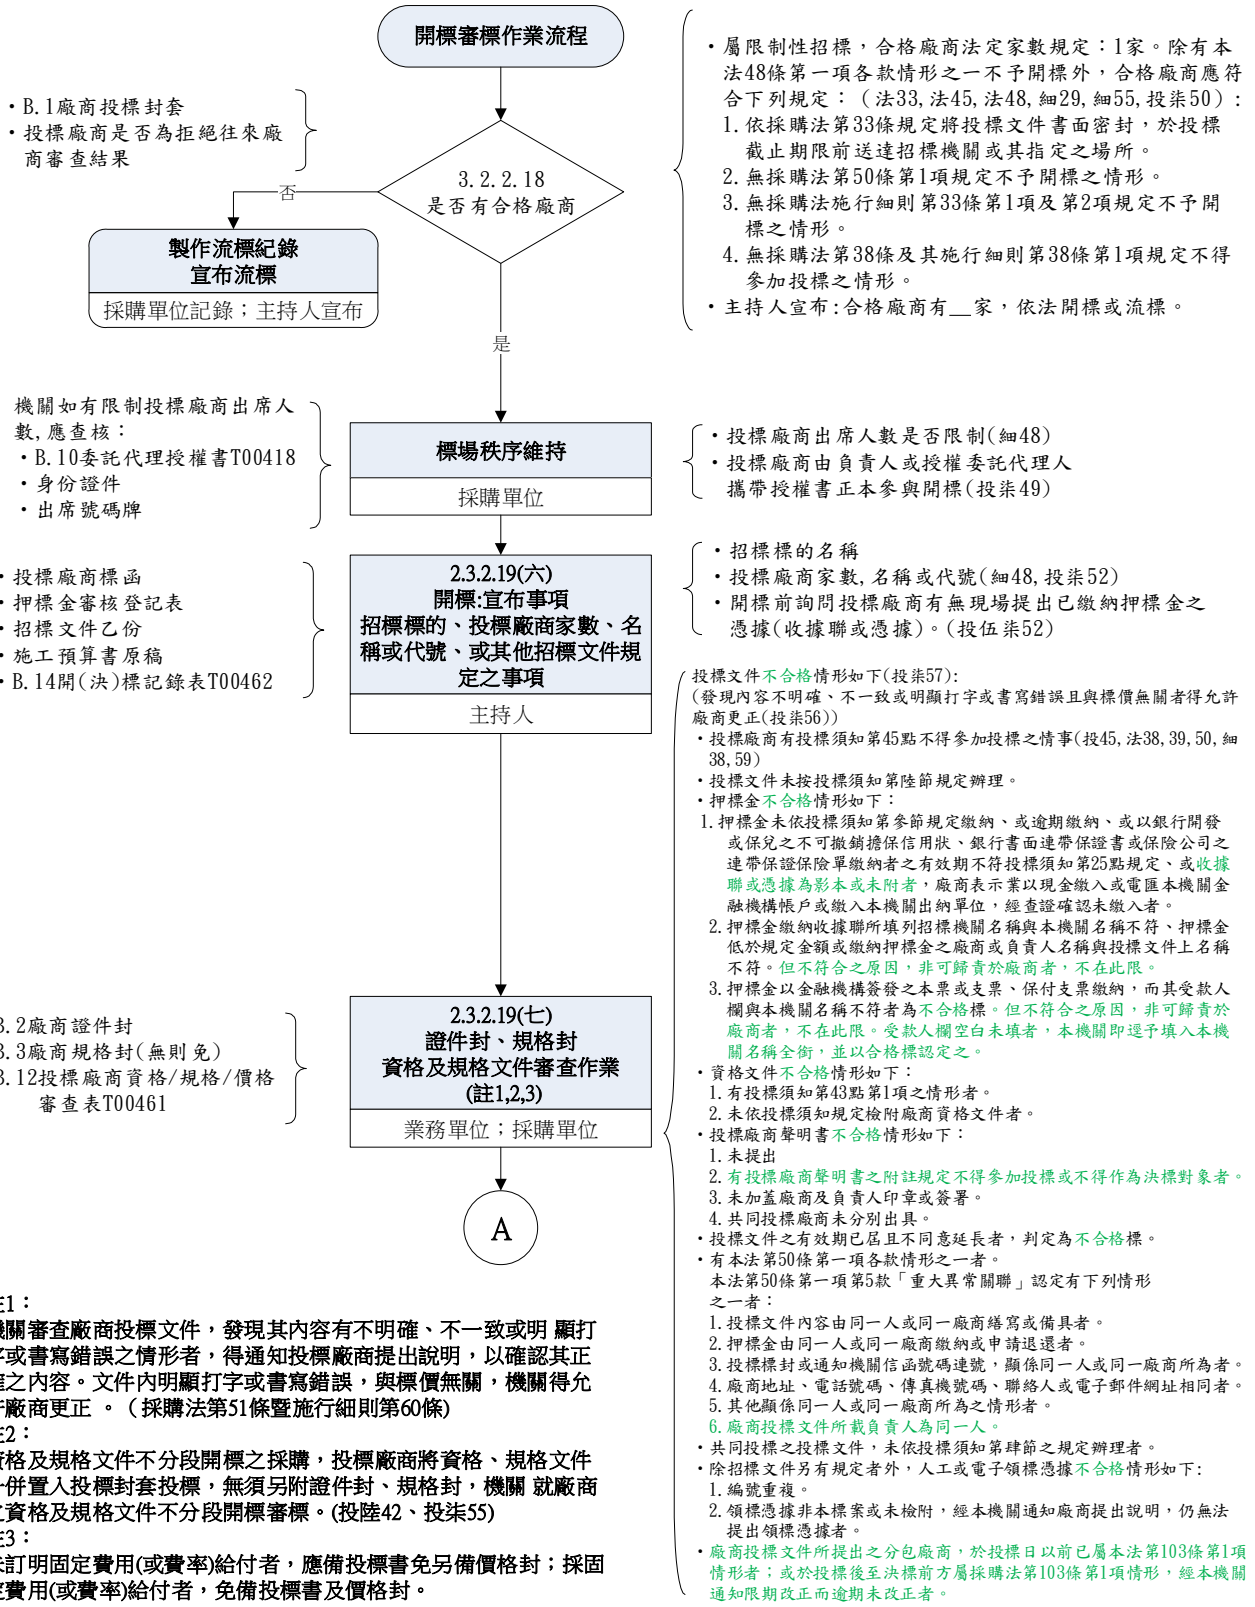 開標審標作業流程
・B.1廠商投標封套
・投標廠商是否為拒絕往來廠
商審查結果
3.2.2.18
是否有合格廠商
否
製作流標紀錄
宣布流標
採購單位記錄；主持人宣布
是
・屬限制性招標，合格廠商法定家數規定：1家。除有本
法48條第一項各款情形之一不予開標外，合格廠商應符
合下列規定：（法33,法45,法48,細29,細55,投柒50）:
1.依採購法第33條規定將投標文件書面密封，於投標
截止期限前送達招標機關或其指定之場所。
2.無採購法第50條第1項規定不予開標之情形。
3.無採購法施行細則第33條第1項及第2項規定不予開
標之情形。
4.無採購法第38條及其施行細則第38條第1項規定不得
參加投標之情形。
・主持人宣布:合格廠商有__家，依法開標或流標。
機關如有限制投標廠商出席人
數,應查核：
・B.10委託代理授權書T00418
・身份證件
・出席號碼牌
標場秩序維持
採購單位
・投標廠商出席人數是否限制(細48)
・投標廠商由負責人或授權委託代理人
攜帶授權書正本參與開標(投柒49)
・投標廠商標函
・押標金審核登記表
・招標文件乙份
・施工預算書原稿
・B.14開(決)標記錄表T00462
2.3.2.19(六)
開標:宣布事項
招標標的、投標廠商家數、名
稱或代號、或其他招標文件規
定之事項
主持人
・招標標的名稱
・投標廠商家數,名稱或代號(細48,投柒52)
・開標前詢問投標廠商有無現場提出已繳納押標金之
憑據(收據聯或憑據)。(投伍柒52)
3.2廠商證件封
3.3廠商規格封(無則免)
3.12投標廠商資格/規格/價格
審查表T00461
2.3.2.19(七)
證件封、規格封
資格及規格文件審查作業
(註1,2,3)
業務單位；採購單位
A
投標文件不合格情形如下(投柒57):
(發現內容不明確、不一致或明顯打字或書寫錯誤且與標價無關者得允許
廠商更正(投柒56))
・投標廠商有投標須知第45點不得參加投標之情事(投45,法38,39,50,細
38,59)
・投標文件未按投標須知第陸節規定辦理。
・押標金不合格情形如下：
1.押標金未依投標須知第參節規定繳納、或逾期繳納、或以銀行開發
或保兌之不可撤銷擔保信用狀、銀行書面連帶保證書或保險公司之
連帶保證保險單繳納者之有效期不符投標須知第25點規定、或收據
聯或憑據為影本或未附者，廠商表示業以現金繳入或電匯本機關金
融機構帳戶或繳入本機關出納單位，經查證確認未繳入者。
2.押標金繳納收據聯所填列招標機關名稱與本機關名稱不符、押標金
低於規定金額或繳納押標金之廠商或負責人名稱與投標文件上名稱
不符。但不符合之原因，非可歸責於廠商者，不在此限。
3.押標金以金融機構簽發之本票或支票、保付支票繳納，而其受款人
欄與本機關名稱不符者為不合格標。但不符合之原因，非可歸責於
廠商者，不在此限。受款人欄空白未填者，本機關即逕予填入本機
關名稱全銜，並以合格標認定之。
・資格文件不合格情形如下：
1.有投標須知第43點第1項之情形者。
2.未依投標須知規定檢附廠商資格文件者。
・投標廠商聲明書不合格情形如下：
1.未提出
2.有投標廠商聲明書之附註規定不得參加投標或不得作為決標對象者。
3.未加蓋廠商及負責人印章或簽署。
4.共同投標廠商未分別出具。
・投標文件之有效期已屆且不同意延長者，判定為不合格標。
・有本法第50條第一項各款情形之一者。
本法第50條第一項第5款「重大異常關聯」認定有下列情形
之一者：
1.投標文件內容由同一人或同一廠商繕寫或備具者。
2.押標金由同一人或同一廠商繳納或申請退還者。
3.投標標封或通知機關信函號碼連號，顯係同一人或同一廠商所為者。
4.廠商地址、電話號碼、傳真機號碼、聯絡人或電子郵件網址相同者。
5.其他顯係同一人或同一廠商所為之情形者。
6.廠商投標文件所載負責人為同一人。
・共同投標之投標文件，未依投標須知第肆節之規定辦理者。
・除招標文件另有規定者外，人工或電子領標憑據不合格情形如下:
1.編號重複。
2.領標憑據非本標案或未檢附，經本機關通知廠商提出說明，仍無法
提出領標憑據者。
・廠商投標文件所提出之分包廠商，於投標日以前已屬本法第103條第1項
情形者；或於投標後至決標前方屬採購法第103條第1項情形，經本機關
通知限期改正而逾期未改正者。
註1：
機關審查廠商投標文件，發現其內容有不明確、不一致或明 顯打
字或書寫錯誤之情形者，得通知投標廠商提出說明，以確認其正
確之內容。文件內明顯打字或書寫錯誤，與標價無關，機關得允
許廠商更正 。（採購法第51條暨施行細則第60條)
註2：
資格及規格文件不分段開標之採購，投標廠商將資格、規格文件
一併置入投標封套投標，無須另附證件封、規格封，機關 就廠商
之資格及規格文件不分段開標審標。(投陸42、投柒55)
註3：
未訂明固定費用(或費率)給付者，應備投標書免另備價格封；採固
定費用(或費率)給付者，免備投標書及價格封。